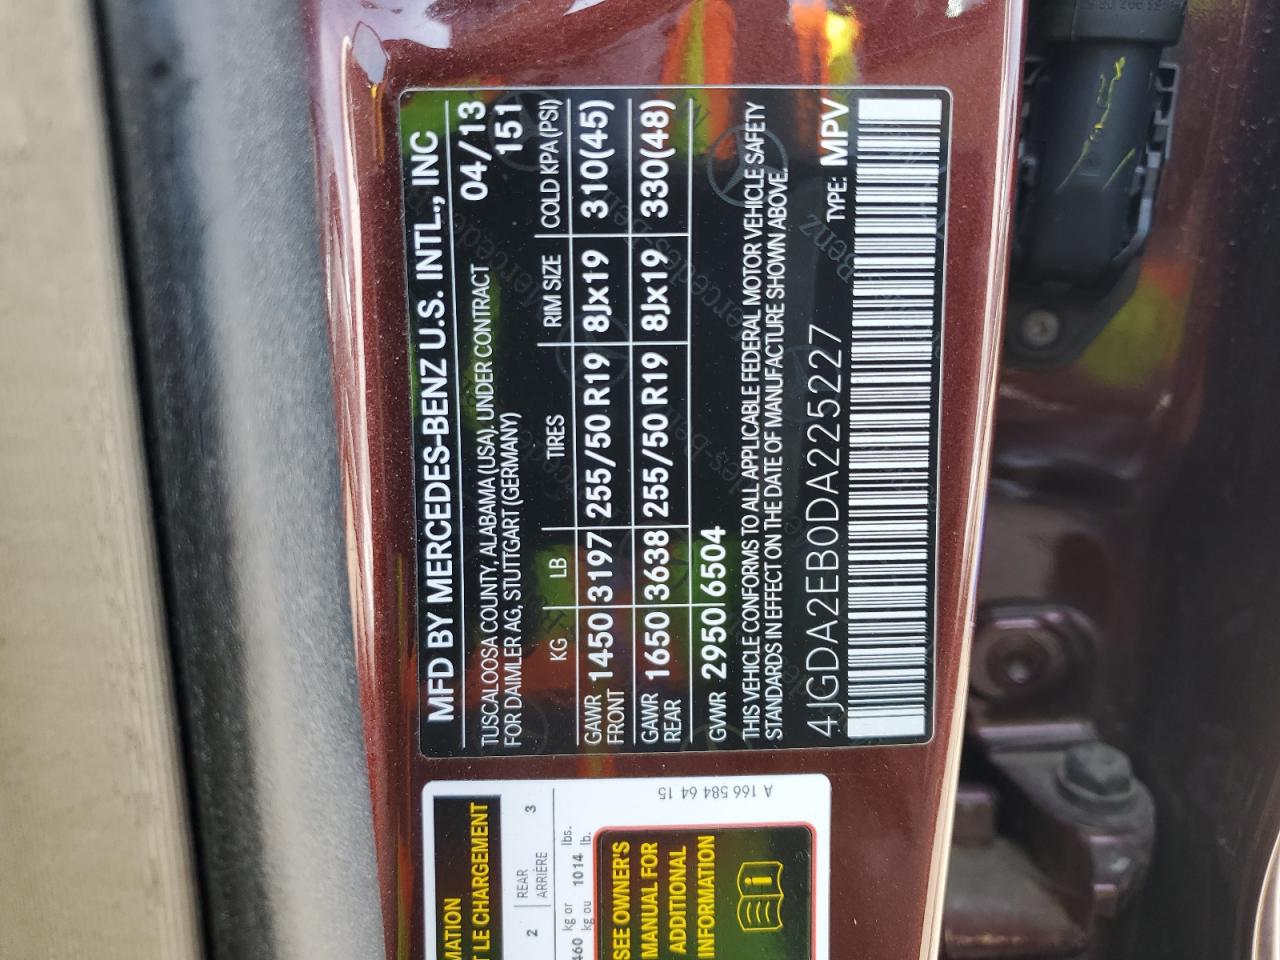 MFD BY MERCEDES-BENZ U.S. INTL., INC
TUSCALOOSA COUNTY, ALABAMA (USA), UNDER CONTRACT 04/13
FOR DAIMLER AG, STUTTGART (GERMANY) 151
KG LB TIRES RIM SIZE COLD KPA (PSI)
GAWR FRONT 1450 3197 255/50 R19 8Jx19 310(45)
GAWR REAR 1650 3638 255/50 R19 8Jx19 330(48)
GVWR 2950 6504
THIS VEHICLE CONFORMS TO ALL APPLICABLE FEDERAL MOTOR VEHICLE SAFETY
STANDARDS IN EFFECT ON THE DATE OF MANUFACTURE SHOWN ABOVE.
4JGDA2EB0DA225227 TYPE: MPV
LE CHARGEMENT
2 REAR ARRIÈRE 3
kg or lbs.
460 kg ou 1014 lb.
SEE OWNER'S
MANUAL FOR
ADDITIONAL
INFORMATION
A 166 584 64 15